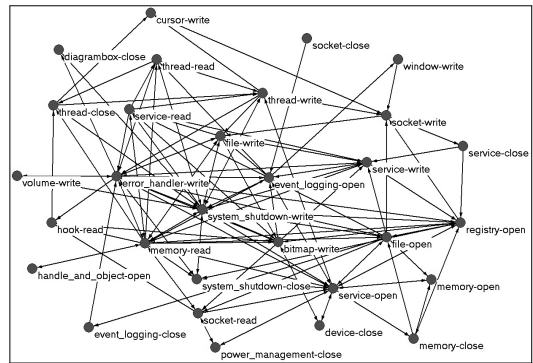 cursor-write
socket-close
diagrambox-close
thread-read
window-write
thread-write
thread-close
service-read
socket-write
file-write
service-close
service-write
volume-write
error_handler-write
event_logging-open
system_shutdown-write
hook-read
registry-open
memory-read
bitmap-write
file-open
handle_and_object-open
system_shutdown-close
memory-open
service-open
socket-read
event_logging-close
device-close
memory-close
power_management-close